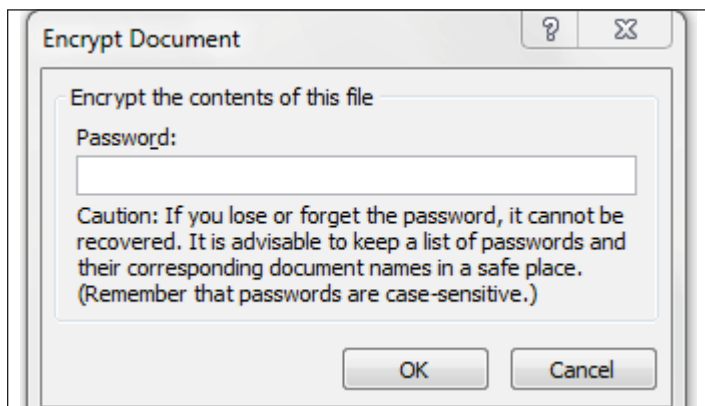 Encrypt Document
Encrypt the contents of this file
Password:
Caution: If you lose or forget the password, it cannot be
recovered. It is advisable to keep a list of passwords and
their corresponding document names in a safe place.
(Remember that passwords are case-sensitive.)
OK Cancel